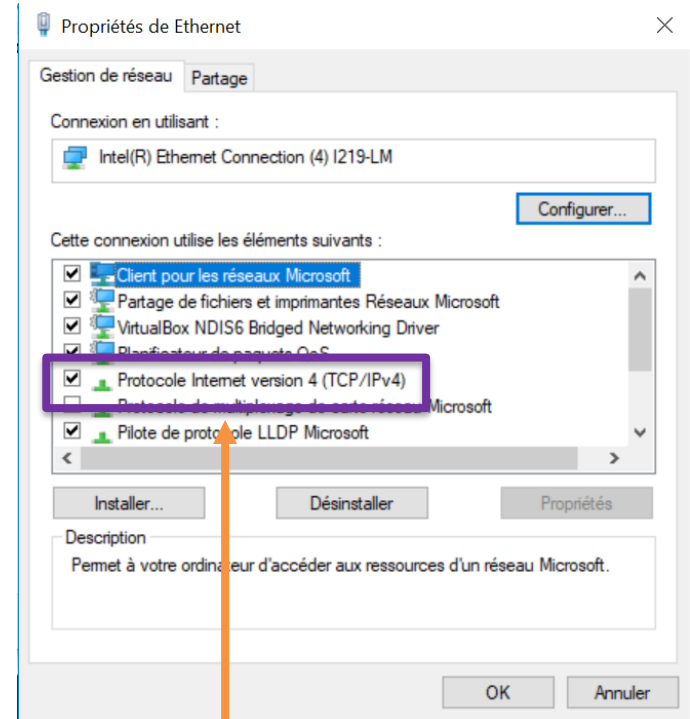 Propriétés de Ethernet
Gestion de réseau
Partage
Connexion en utilisant :
Intel(R) Ethernet Connection (4) I219-LM
Configurer...
Cette connexion utilise les éléments suivants :
Client pour les réseaux Microsoft
Partage de fichiers et imprimantes Réseaux Microsoft
VirtualBox NDIS6 Bridged Networking Driver
Planificateur de paquets QoS
Protocole Internet version 4 (TCP/IPv4)
Protocole de multiplexage de carte réseau Microsoft
Pilote de protocole LLDP Microsoft
Installer...
Désinstaller
Propriétés
Description
Permet à votre ordinateur d'accéder aux ressources d'un réseau Microsoft.
OK
Annuler